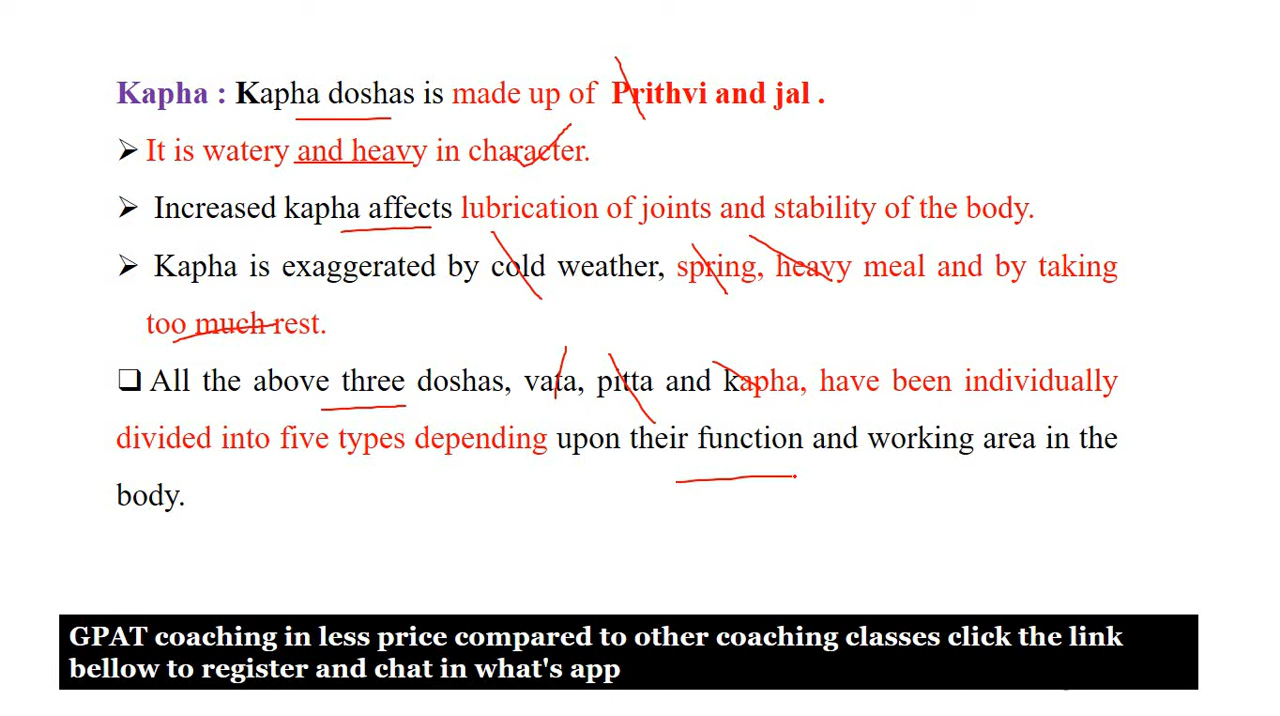 Kapha : Kapha doshas is made up of Prithvi and jal .
➢ It is watery and heavy in character.
➢ Increased kapha affects lubrication of joints and stability of the body.
➢ Kapha is exaggerated by cold weather, spring, heavy meal and by taking
too much rest.
❑ All the above three doshas, vata, pitta and kapha, have been individually
divided into five types depending upon their function and working area in the
body.
GPAT coaching in less price compared to other coaching classes click the link
bellow to register and chat in what's app